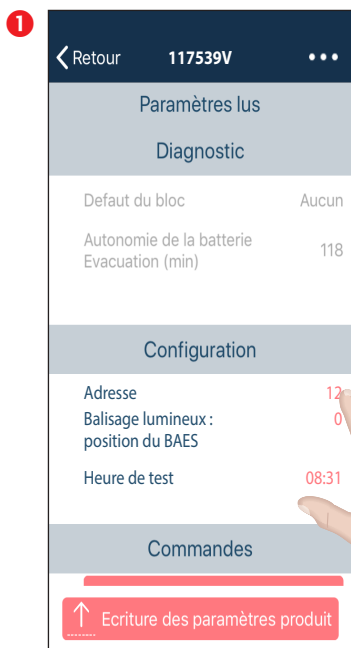 1
Retour 117539V •••
Paramètres lus
Diagnostic
Defaut du bloc Aucun
Autonomie de la batterie
Evacuation (min) 118
Configuration
Adresse 12
Balisage lumineux : 0
position du BAES
Heure de test 08:31
Commandes
Ecriture des paramètres produit